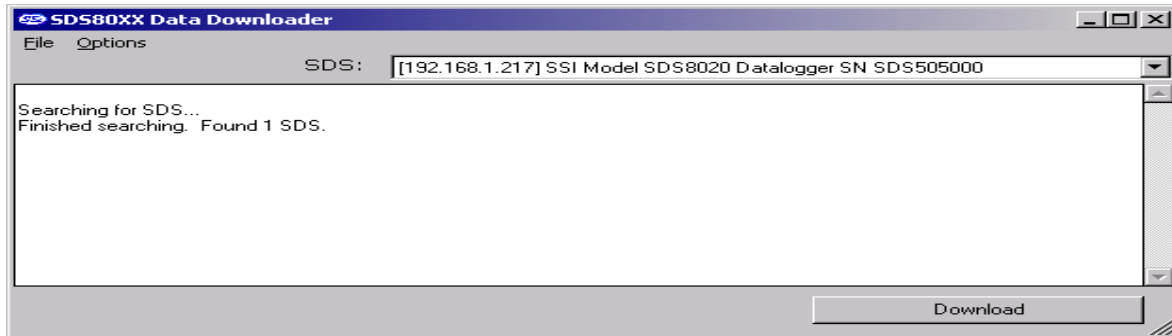 SDS80XX Data Downloader
File Options
SDS: [192.168.1.217] SSI Model SDS8020 Datalogger SN SDS505000
Searching for SDS...
Finished searching. Found 1 SDS.
Download